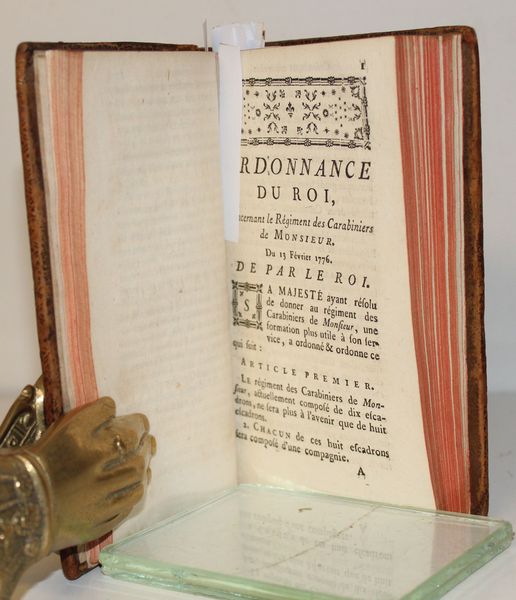 1
RDONNANCE
DU ROI,
cernant le Régiment des Carabiniers
de MONSIEUR.
Du 13 Février 1776.
DE PAR LE ROI.
SA MAJESTÉ ayant réſolu
de donner au régiment des
Carabiniers de Monſieur, une
formation plus utile à ſon ſer-
vice, a ordonné & ordonne ce
qui ſuit :
ARTICLE PREMIER.
LE régiment des Carabiniers de Mon-
ſieur, actuellement compoſé de dix eſca-
drons, ne ſera plus à l'avenir que de huit
eſcadrons.
2. CHACUN de ces huit eſcadrons
ſera compoſé d'une compagnie.
A